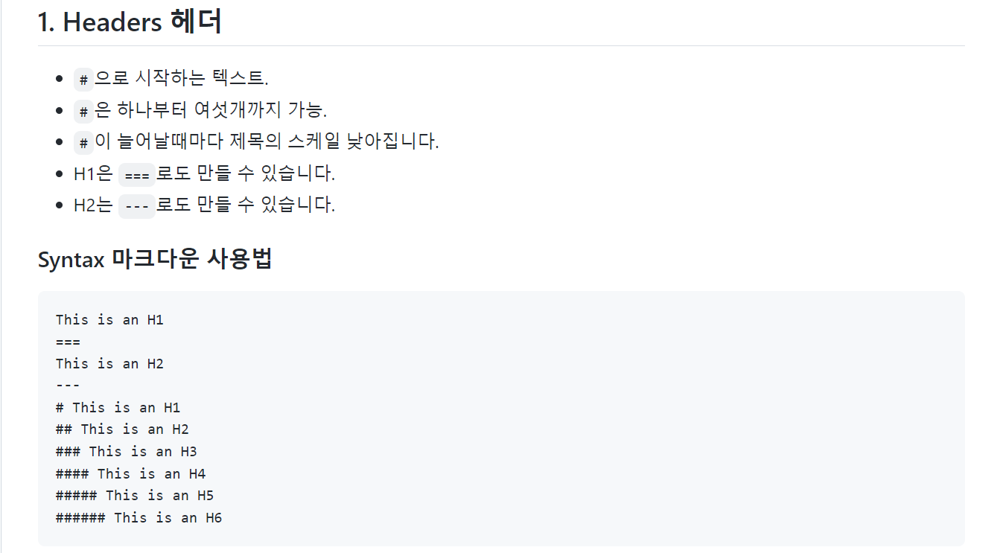 1. Headers 헤더
• #으로 시작하는 텍스트.
• #은 하나부터 여섯개까지 가능.
• #이 늘어날때마다 제목의 스케일 낮아집니다.
• H1은 ===로도 만들 수 있습니다.
• H2는 ---로도 만들 수 있습니다.
Syntax 마크다운 사용법
This is an H1
===
This is an H2
---
# This is an H1
## This is an H2
### This is an H3
#### This is an H4
##### This is an H5
###### This is an H6